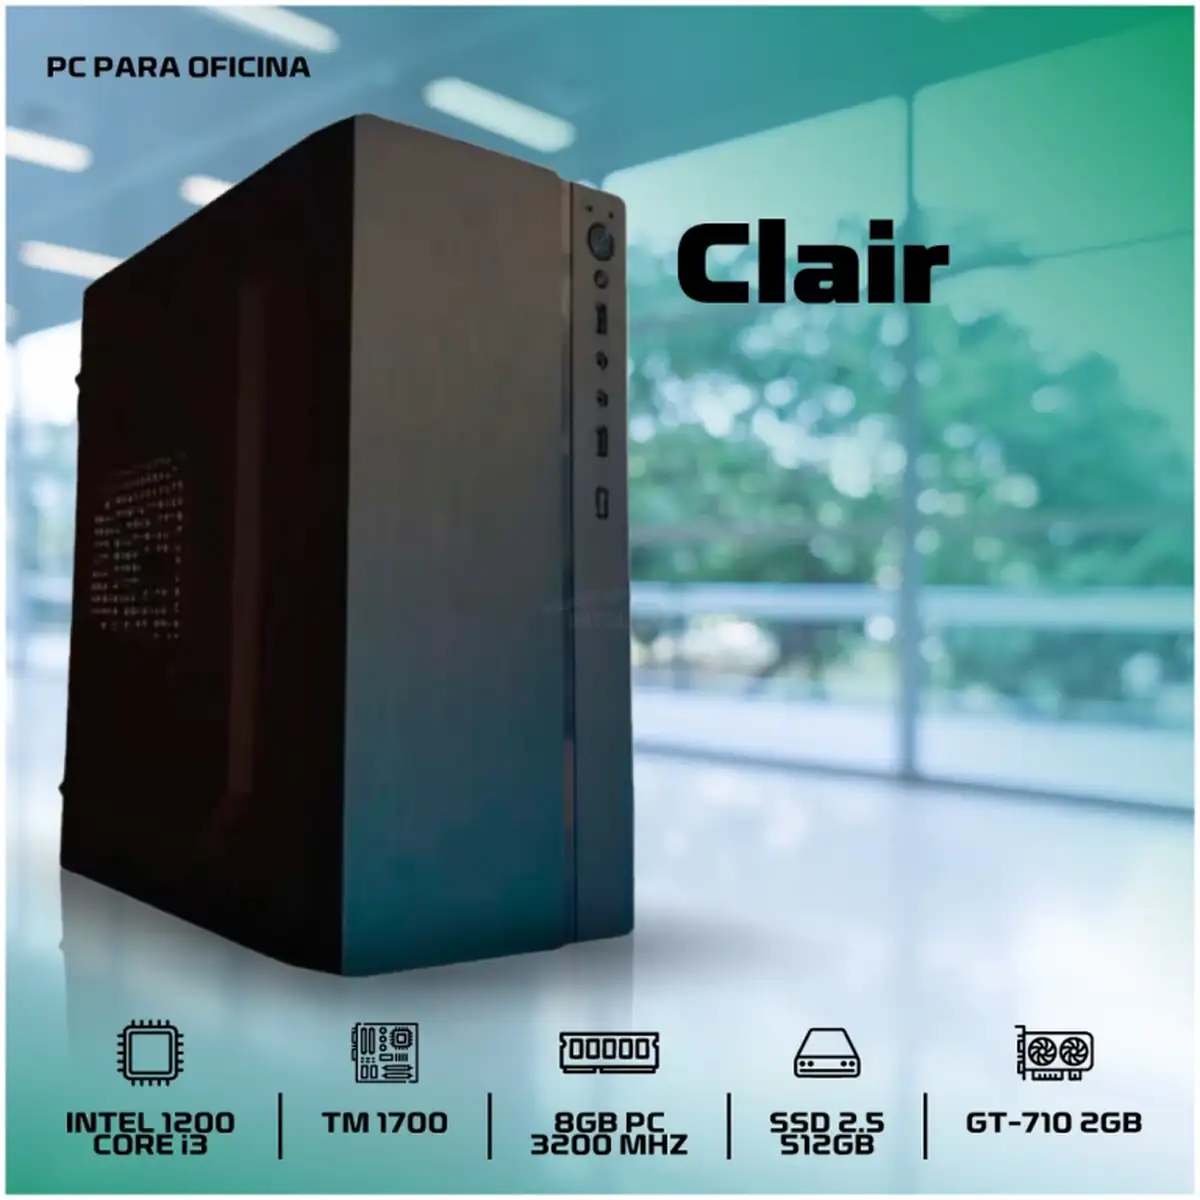 PC PARA OFICINA
Clair
INTEL 1200
CORE i3
TM 1700
8GB PC
3200 MHZ
SSD 2.5
512GB
GT-710 2GB